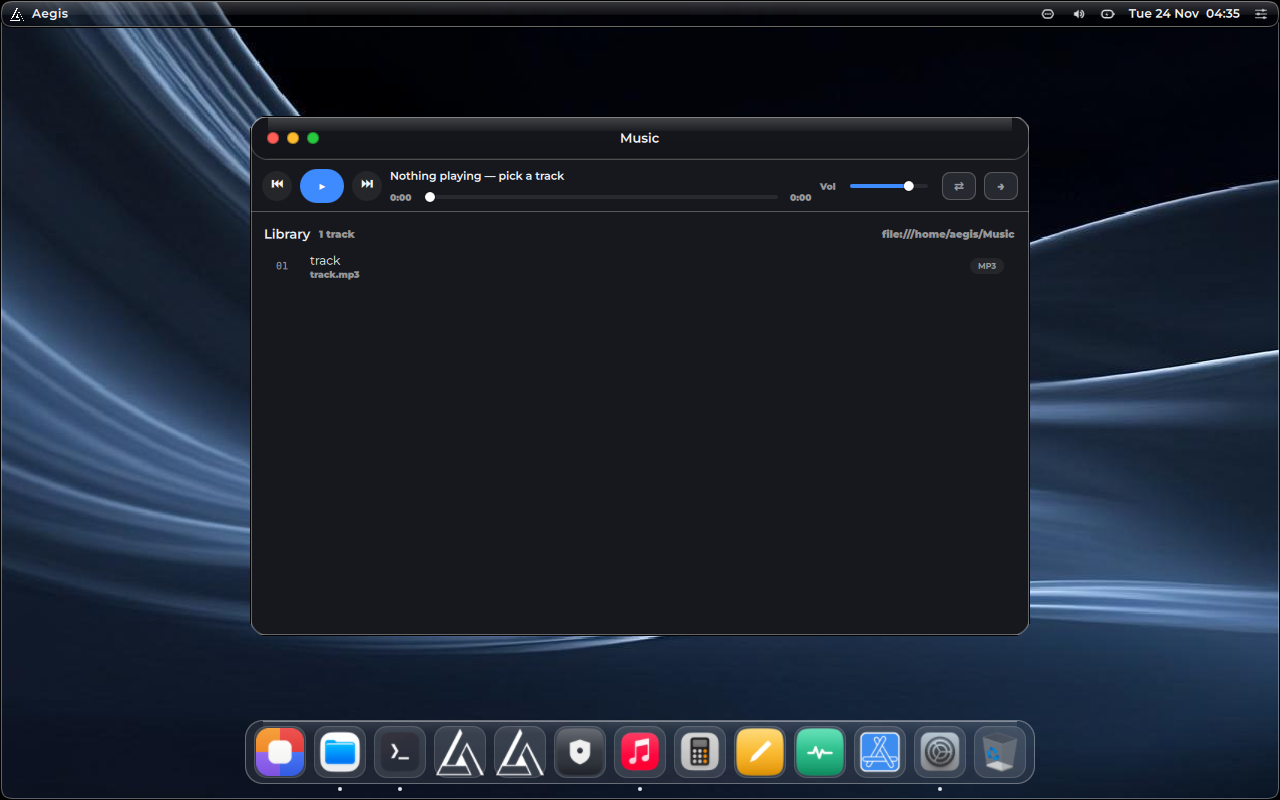 Aegis
Tue 24 Nov 04:35
Music
Nothing playing — pick a track
0:00
0:00
Vol
Library 1 track
file:///home/aegis/Music
01
track
track.mp3
MP3